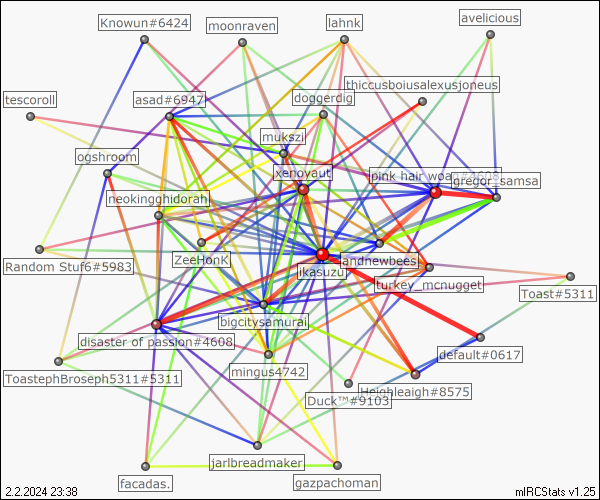 Knowun#6424
moonraven
lahnk
avelicious
thiccusboiusalexusjoneus
tescoroll
asad#6947
doggerdig
mukszi
ogshroom
xenovaut
pink hair woan#4608
gregor_samsa
neokingghidorah
ZeeHonk
andnewbees
Random Stuf6#5983
ikasuzu
turkey_mcnugget
Toast#5311
bigcitysamurai
disaster of passion#4608
default#0617
ToastephBroseph5311#5311
mingus4742
Heighleaigh#8575
Duck™#9103
jarlbreadmaker
facadas.
gazpachoman
2.2.2024 23:38
mIRCStats v1.25